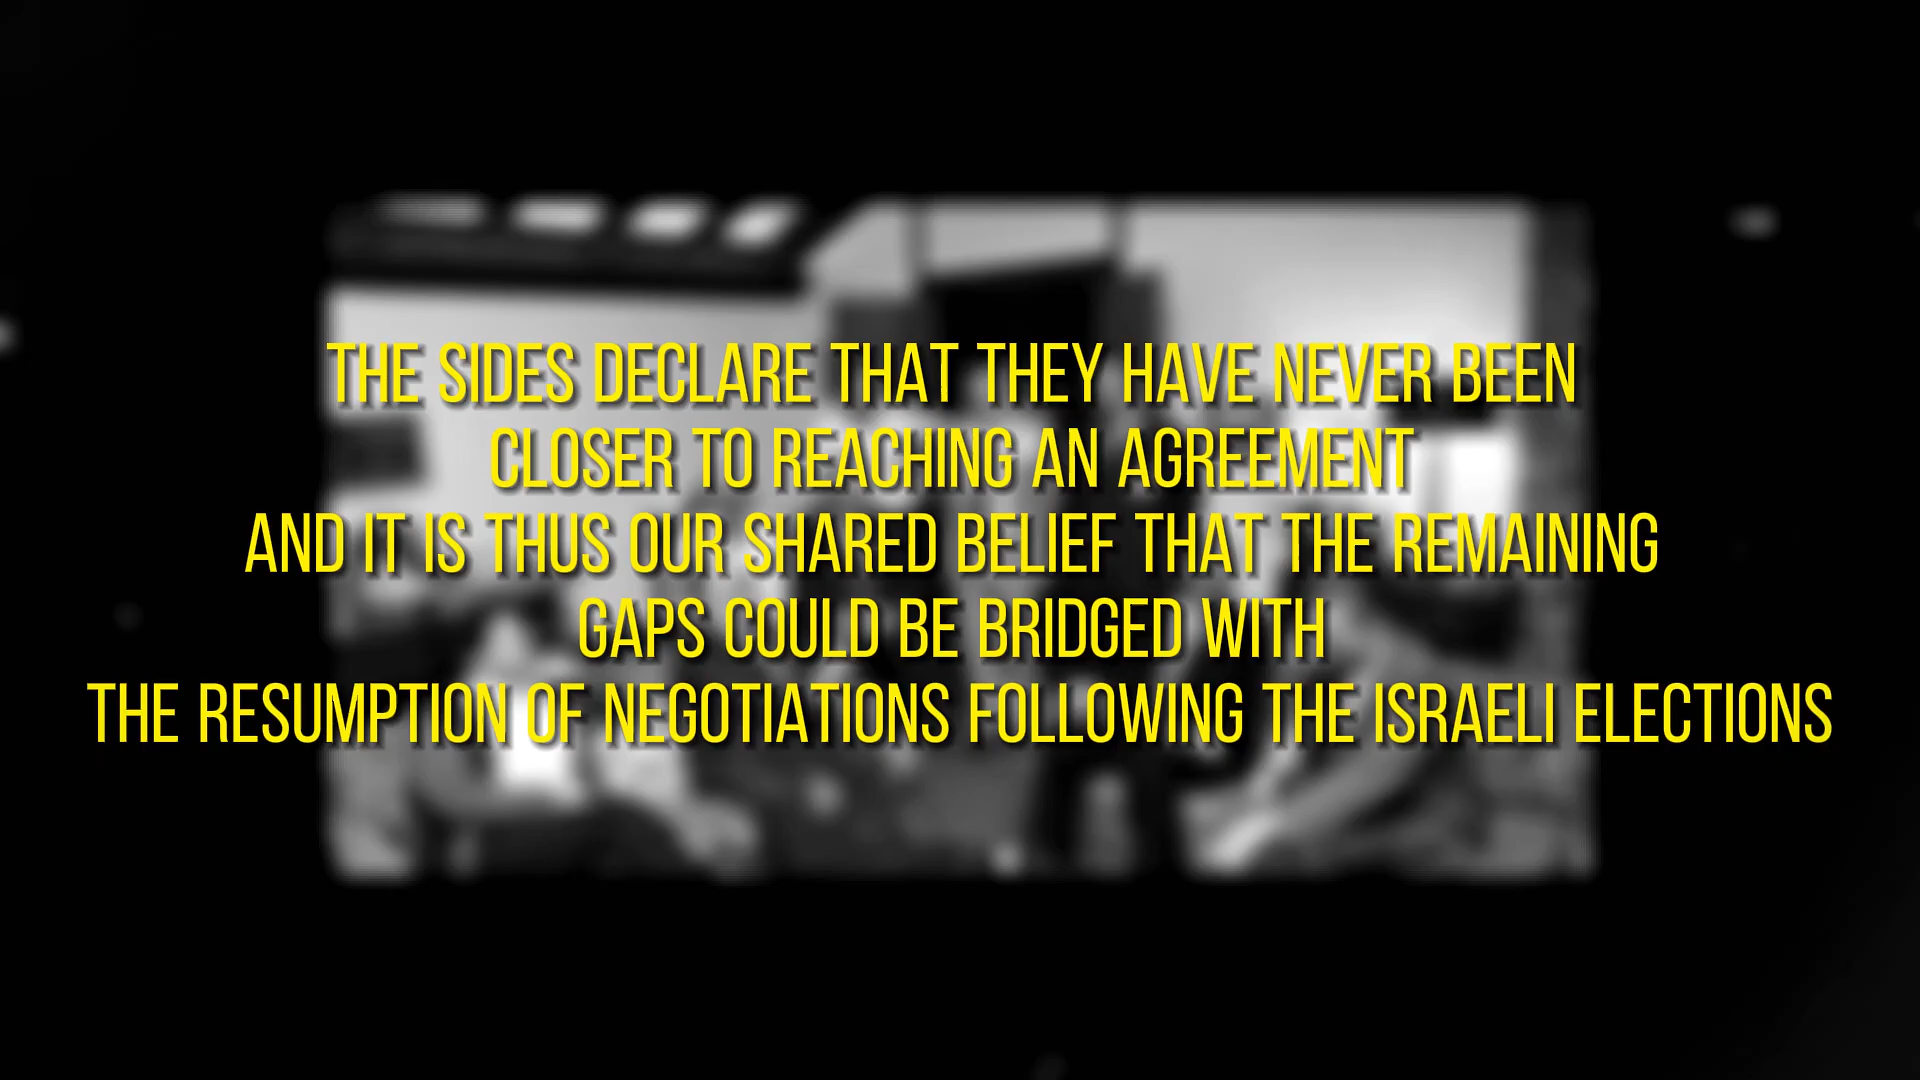 THE SIDES DECLARE THAT THEY HAVE NEVER BEEN
CLOSER TO REACHING AN AGREEMENT
AND IT IS THUS OUR SHARED BELIEF THAT THE REMAINING
GAPS COULD BE BRIDGED WITH
THE RESUMPTION OF NEGOTIATIONS FOLLOWING THE ISRAELI ELECTIONS